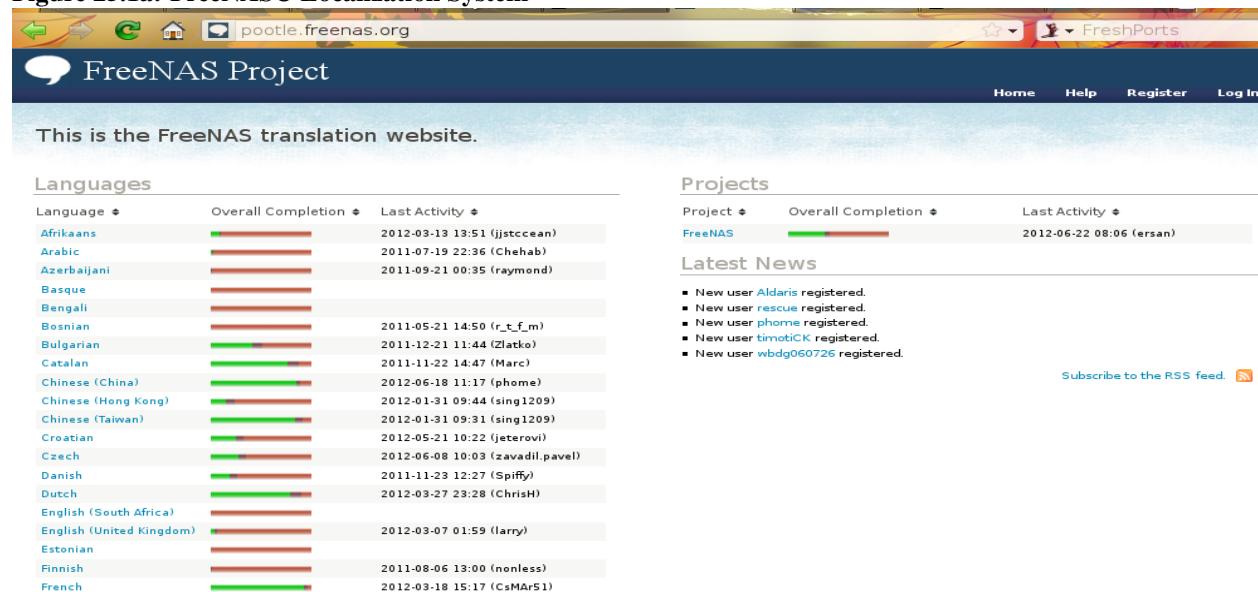 pootle.freenas.org
FreshPorts
FreeNAS Project
Home Help Register Log In
This is the FreeNAS translation website.
Languages
Language Overall Completion Last Activity
Afrikaans 2012-03-13 13:51 (jjstccean)
Arabic 2011-07-19 22:36 (Chehab)
Azerbaijani 2011-09-21 00:35 (raymond)
Basque
Bengali
Bosnian 2011-05-21 14:50 (r_t_f_m)
Bulgarian 2011-12-21 11:44 (Zlatko)
Catalan 2011-11-22 14:47 (Marc)
Chinese (China) 2012-06-18 11:17 (phome)
Chinese (Hong Kong) 2012-01-31 09:44 (sing1209)
Chinese (Taiwan) 2012-01-31 09:31 (sing1209)
Croatian 2012-05-21 10:22 (jeterovi)
Czech 2012-06-08 10:03 (zavadil.pavel)
Danish 2011-11-23 12:27 (Spiffy)
Dutch 2012-03-27 23:28 (ChrisH)
English (South Africa)
English (United Kingdom) 2012-03-07 01:59 (larry)
Estonian
Finnish 2011-08-06 13:00 (nonless)
French 2012-03-18 15:17 (CsMAr51)
Projects
Project Overall Completion Last Activity
FreeNAS 2012-06-22 08:06 (ersan)
Latest News
New user Aldaris registered.
New user rescue registered.
New user phome registered.
New user timotiCK registered.
New user wbdg060726 registered.
Subscribe to the RSS feed.